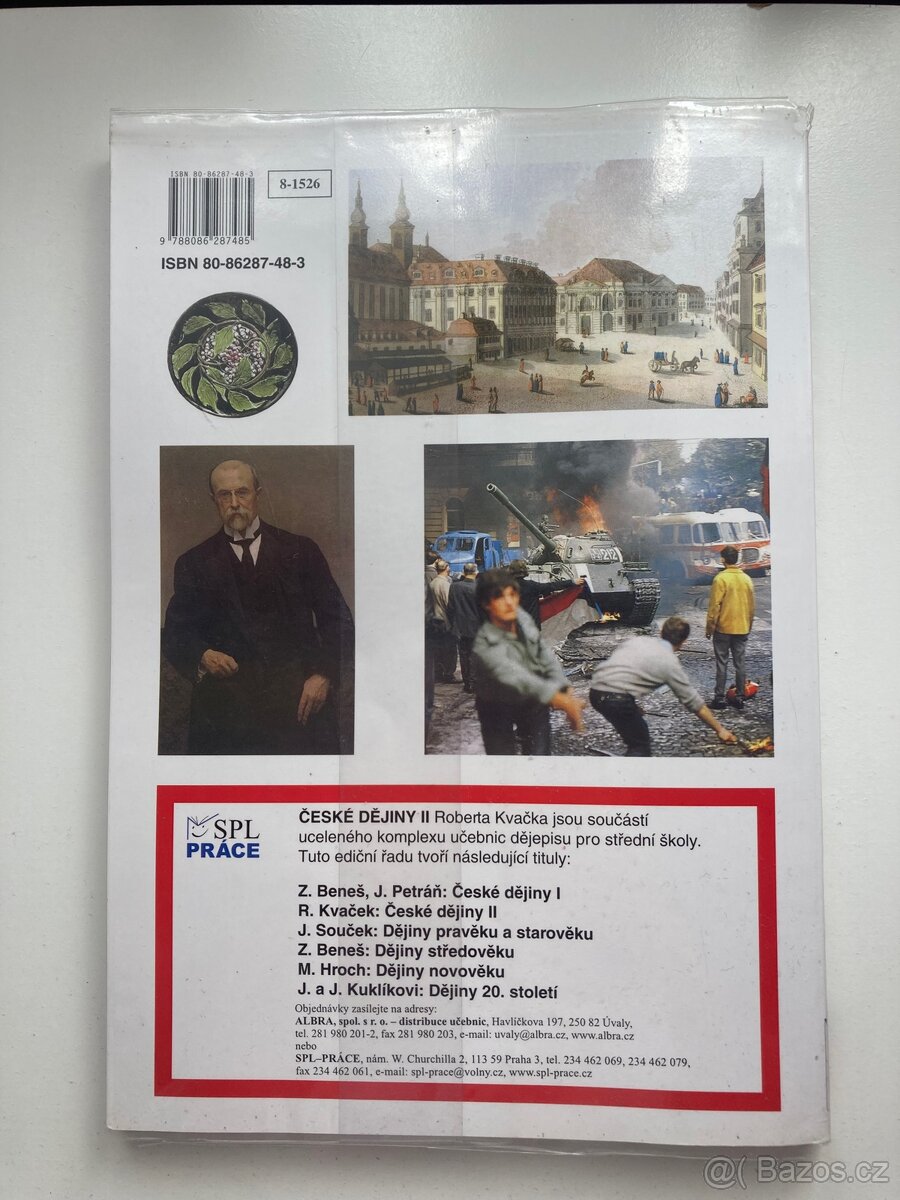 ISBN 80-86287-48-3
8-1526
9 788086 287485
ISBN 80-86287-48-3
212
SPL
PRÁCE
ČESKÉ DĚJINY II Roberta Kvačka jsou součástí
uceleného komplexu učebnic dějepisu pro střední školy.
Tuto ediční řadu tvoří následující tituly:
Z. Beneš, J. Petráň: České dějiny I
R. Kvaček: České dějiny II
J. Souček: Dějiny pravěku a starověku
Z. Beneš: Dějiny středověku
M. Hroch: Dějiny novověku
J. a J. Kuklíkovi: Dějiny 20. století
Objednávky zasílejte na adresy:
ALBRA, spol. s r. o. – distribuce učebnic, Havlíčkova 197, 250 82 Úvaly,
tel. 281 980 201-2, fax 281 980 203, e-mail: uvaly@albra.cz, www.albra.cz
nebo
SPL–PRÁCE, nám. W. Churchilla 2, 113 59 Praha 3, tel. 234 462 069, 234 462 079,
fax 234 462 061, e-mail: spl-prace@volny.cz, www.spl-prace.cz
@( Bazos.cz